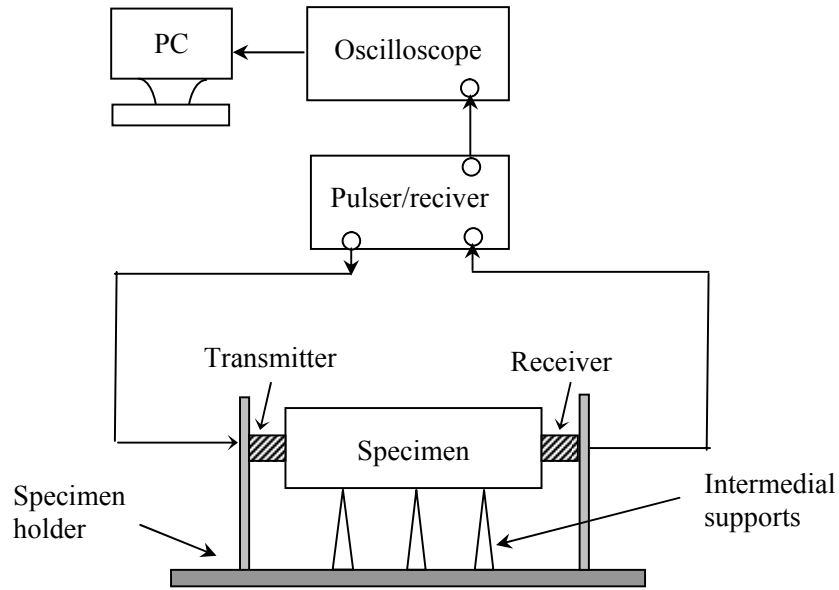 PC
Oscilloscope
Pulser/reciver
Transmitter
Receiver
Specimen
Specimen
holder
Intermedial
supports